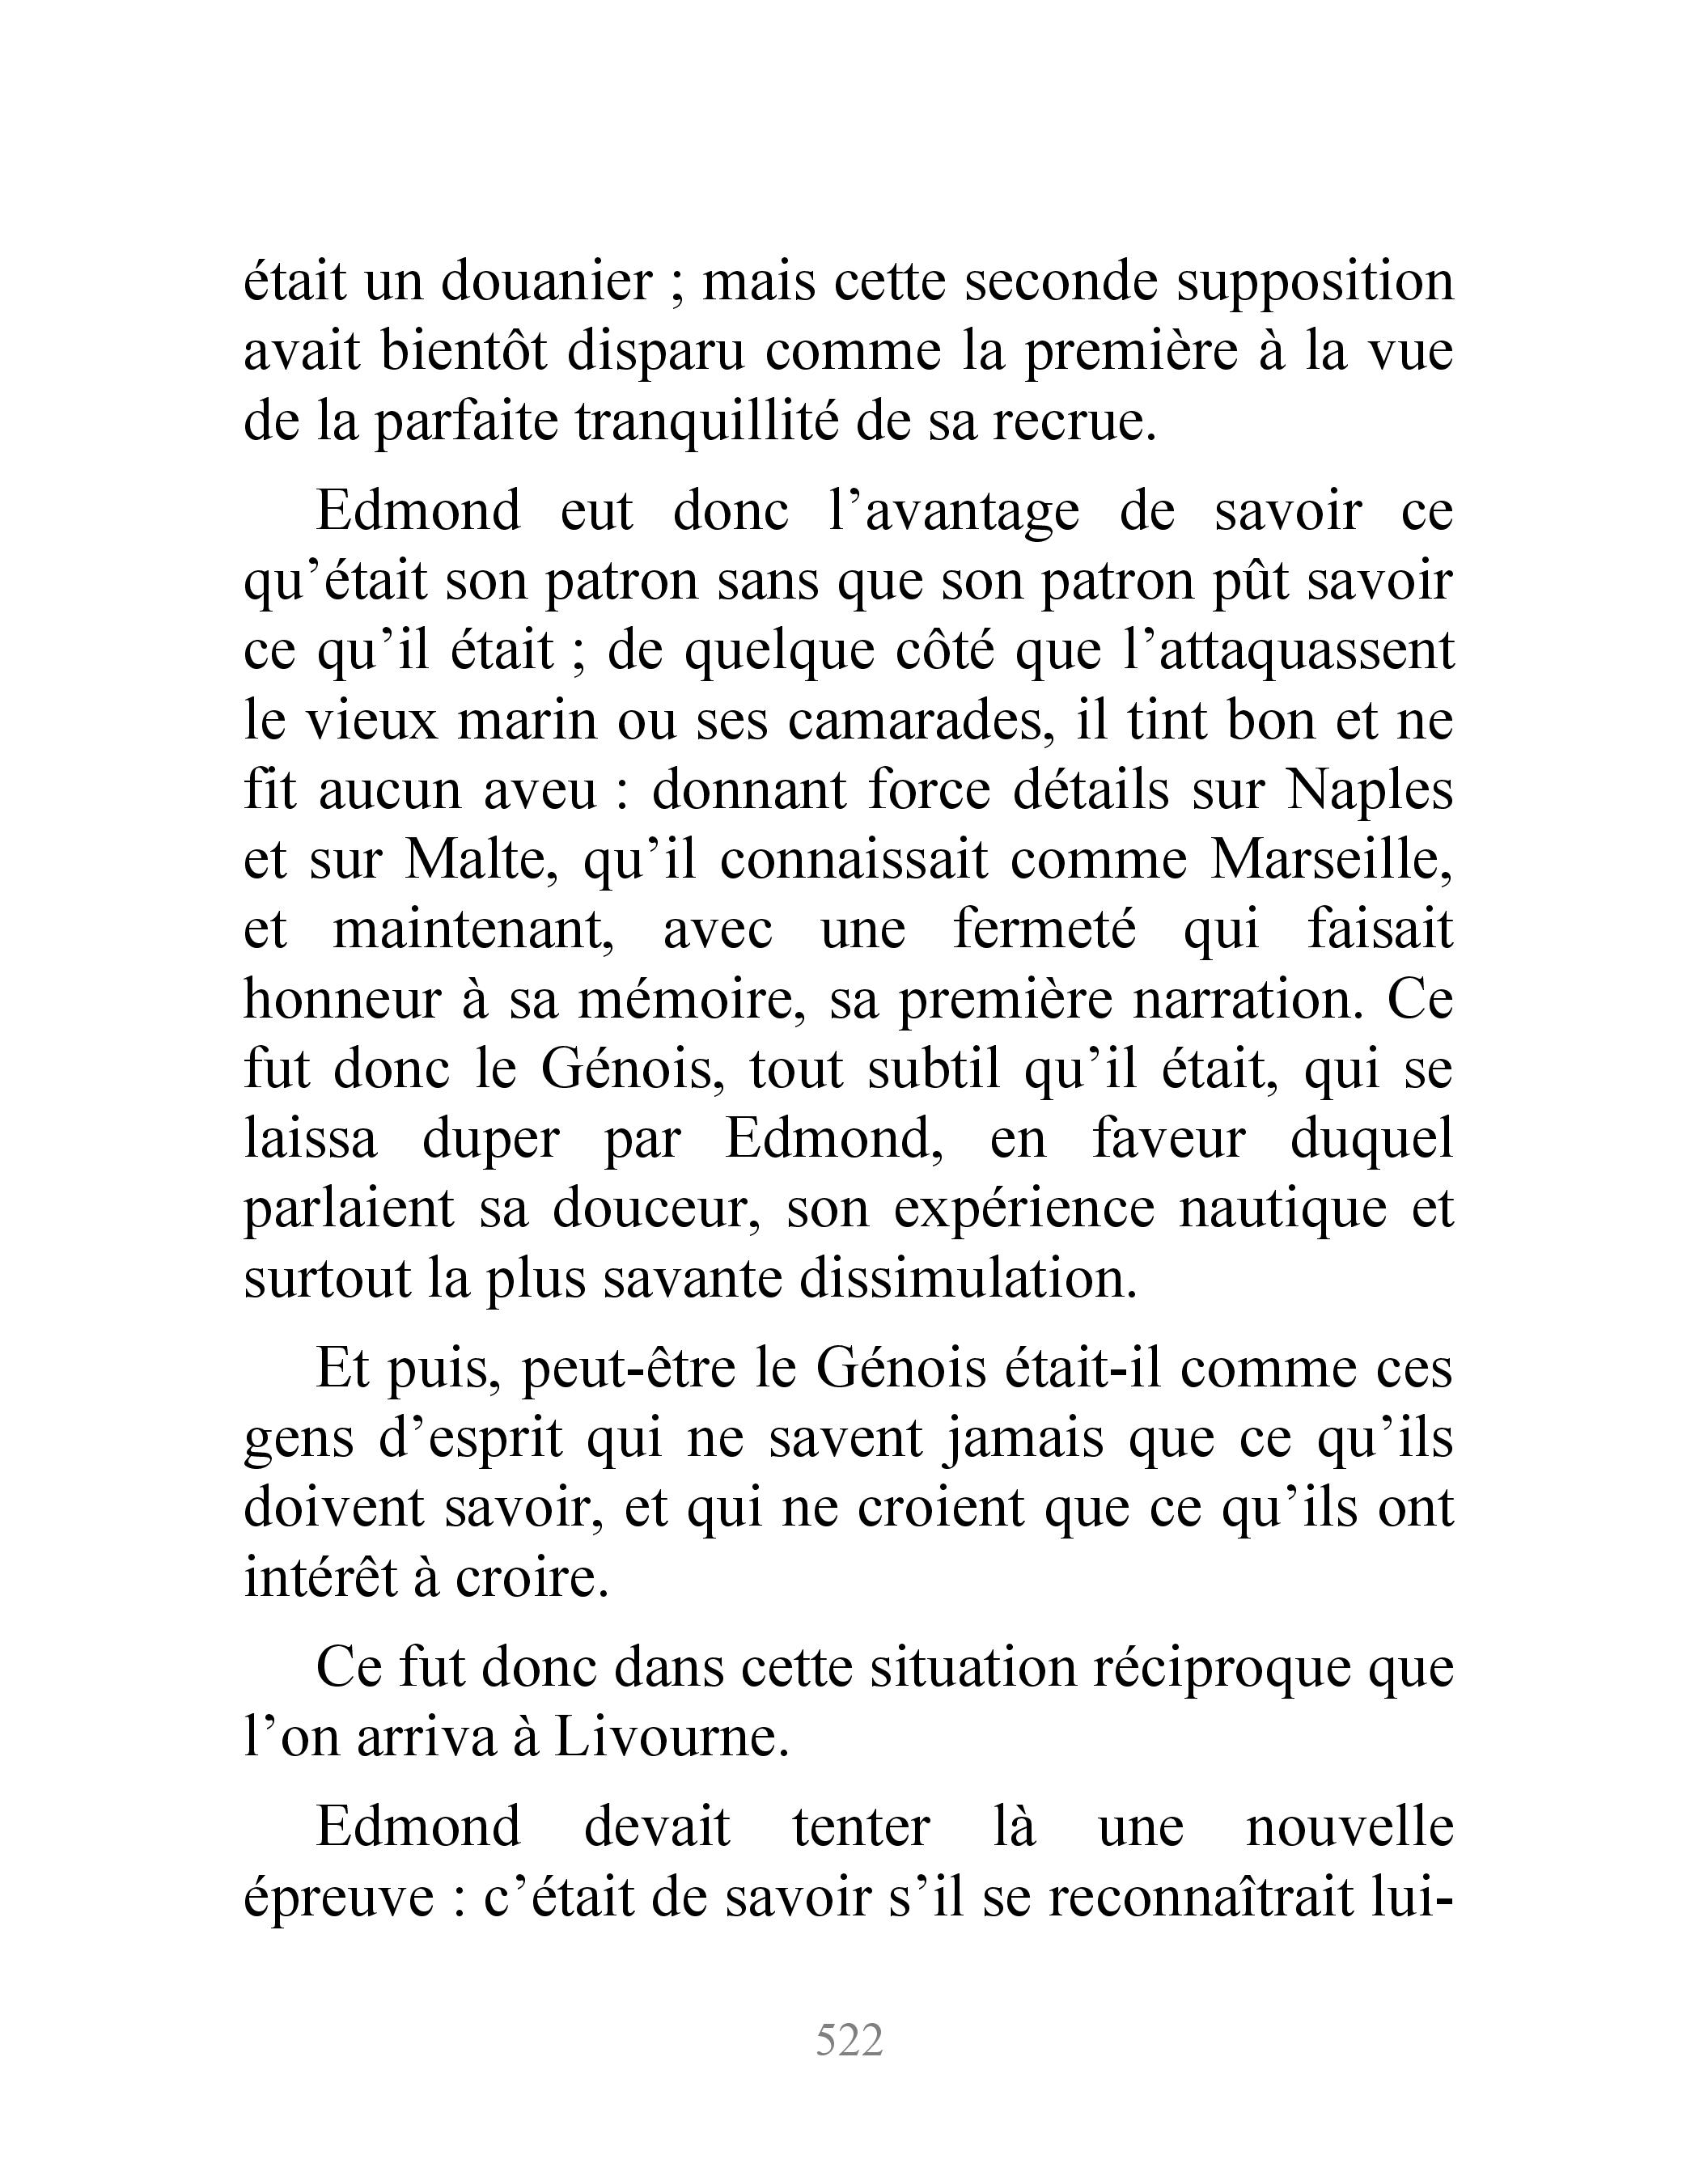 était un douanier ; mais cette seconde supposition
avait bientôt disparu comme la première à la vue
de la parfaite tranquillité de sa recrue.
Edmond eut donc l’avantage de savoir ce
qu’était son patron sans que son patron pût savoir
ce qu’il était ; de quelque côté que l’attaquassent
le vieux marin ou ses camarades, il tint bon et ne
fit aucun aveu : donnant force détails sur Naples
et sur Malte, qu’il connaissait comme Marseille,
et maintenant, avec une fermeté qui faisait
honneur à sa mémoire, sa première narration. Ce
fut donc le Génois, tout subtil qu’il était, qui se
laissa duper par Edmond, en faveur duquel
parlaient sa douceur, son expérience nautique et
surtout la plus savante dissimulation.
Et puis, peut-être le Génois était-il comme ces
gens d’esprit qui ne savent jamais que ce qu’ils
doivent savoir, et qui ne croient que ce qu’ils ont
intérêt à croire.
Ce fut donc dans cette situation réciproque que
l’on arriva à Livourne.
Edmond devait tenter là une nouvelle
épreuve : c’était de savoir s’il se reconnaîtrait lui-
522